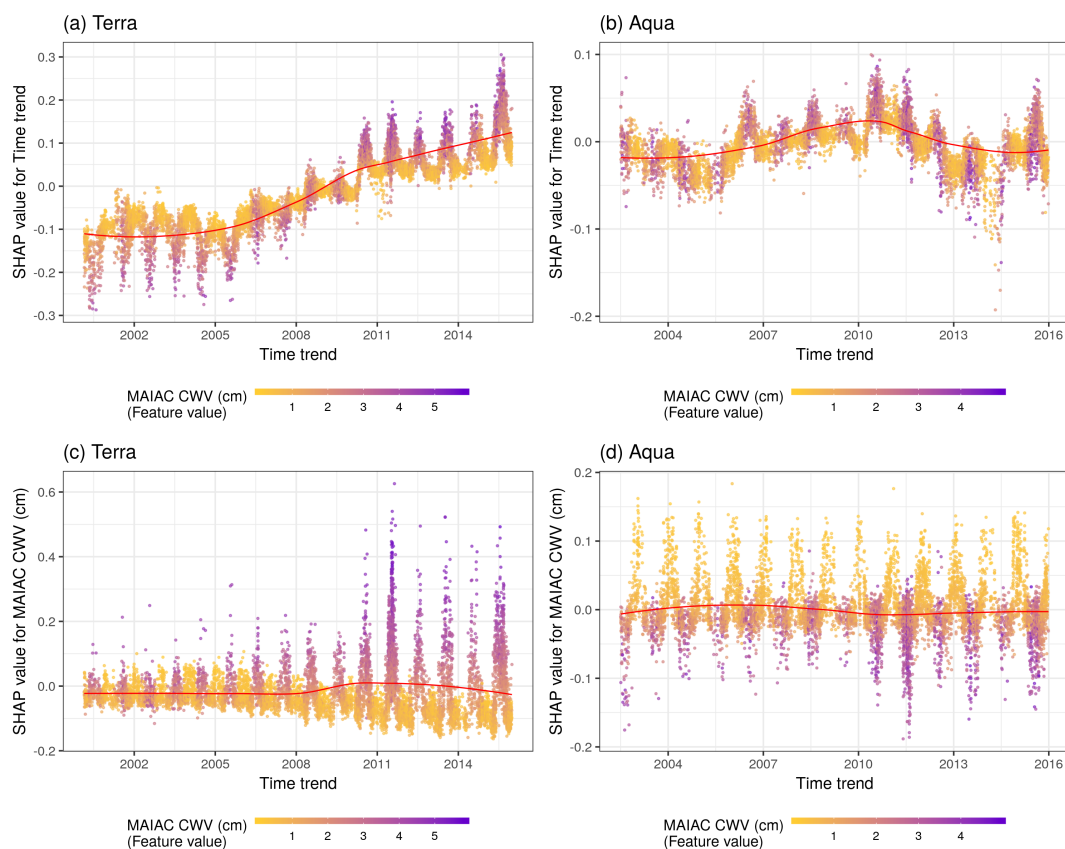 (a) Terra
SHAP value for Time trend
0.3
0.2
0.1
0.0
-0.1
-0.2
-0.3
2002 2005 2008 2011 2014
Time trend
MAIAC CWV (cm)
(Feature value)
1 2 3 4 5
(b) Aqua
SHAP value for Time trend
0.1
0.0
-0.1
-0.2
2004 2007 2010 2013 2016
Time trend
MAIAC CWV (cm)
(Feature value)
1 2 3 4
(c) Terra
SHAP value for MAIAC CWV (cm)
0.6
0.4
0.2
0.0
-0.2
2002 2005 2008 2011 2014
Time trend
MAIAC CWV (cm)
(Feature value)
1 2 3 4 5
(d) Aqua
SHAP value for MAIAC CWV (cm)
0.2
0.1
0.0
-0.1
-0.2
2004 2007 2010 2013 2016
Time trend
MAIAC CWV (cm)
(Feature value)
1 2 3 4